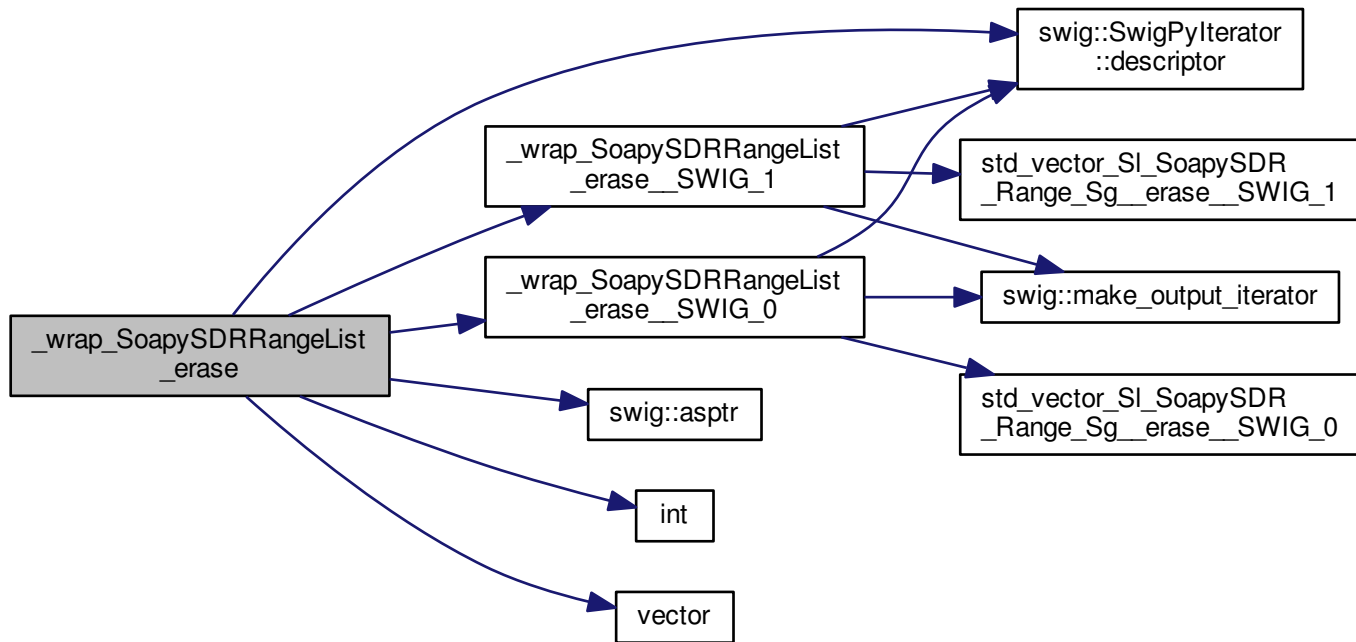 swig::SwigPyIterator
::descriptor
_wrap_SoapySDRRangeList
_erase__SWIG_1
std_vector_Sl_SoapySDR
_Range_Sg__erase__SWIG_1
_wrap_SoapySDRRangeList
_erase__SWIG_0
swig::make_output_iterator
_wrap_SoapySDRRangeList
_erase
swig::asptr
std_vector_Sl_SoapySDR
_Range_Sg__erase__SWIG_0
int
vector